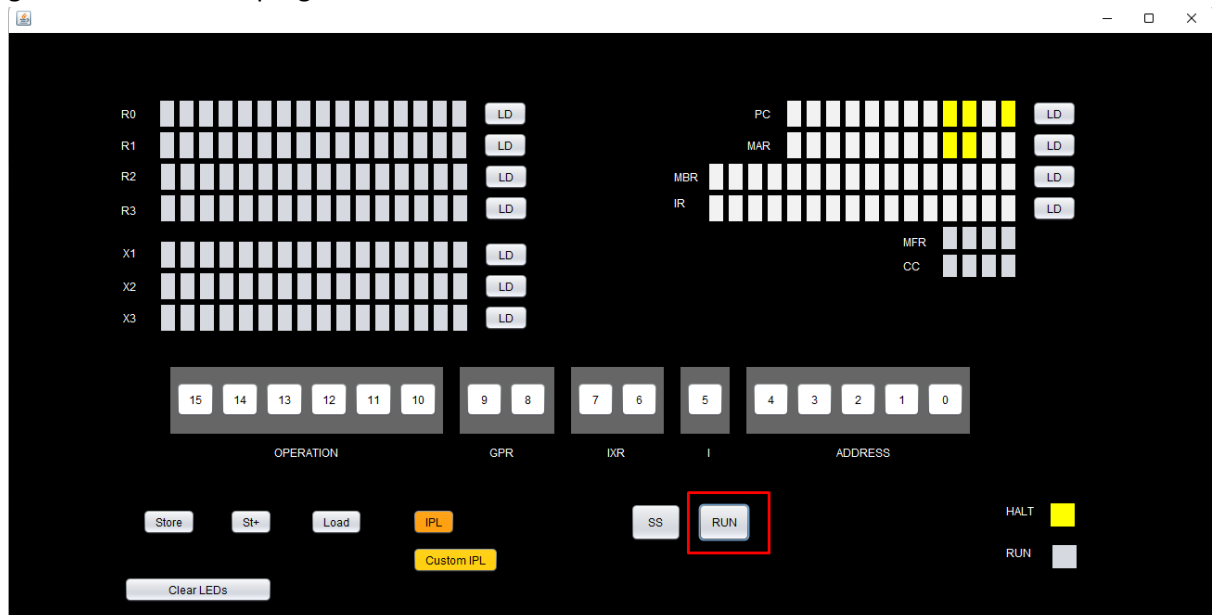 R0 LD PC LD
R1 LD MAR LD
R2 LD MBR LD
R3 LD IR LD
MFR
X1 LD CC
X2 LD
X3 LD
15 14 13 12 11 10 9 8 7 6 5 4 3 2 1 0
OPERATION GPR IXR I ADDRESS
Store St+ Load IPL SS RUN HALT
Custom IPL RUN
Clear LEDs